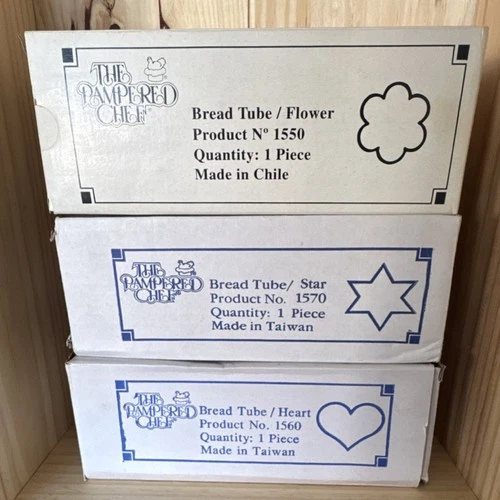 THE
PAMPERED
CHEF
Bread Tube / Flower
Product Nº 1550
Quantity: 1 Piece
Made in Chile
THE
PAMPERED
CHEF
Bread Tube/ Star
Product No. 1570
Quantity: 1 Piece
Made in Taiwan
THE
PAMPERED
CHEF
Bread Tube / Heart
Product No. 1560
Quantity: 1 Piece
Made in Taiwan